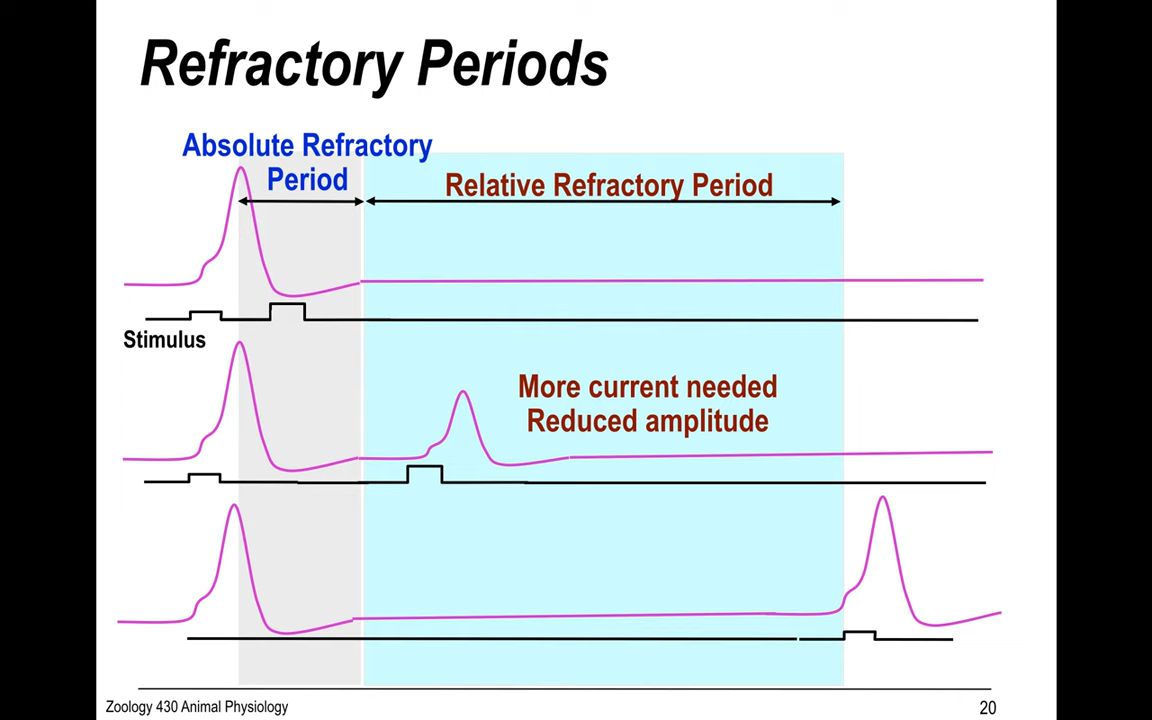 Refractory Periods
Absolute Refractory
Period
Relative Refractory Period
Stimulus
More current needed
Reduced amplitude
Zoology 430 Animal Physiology
20